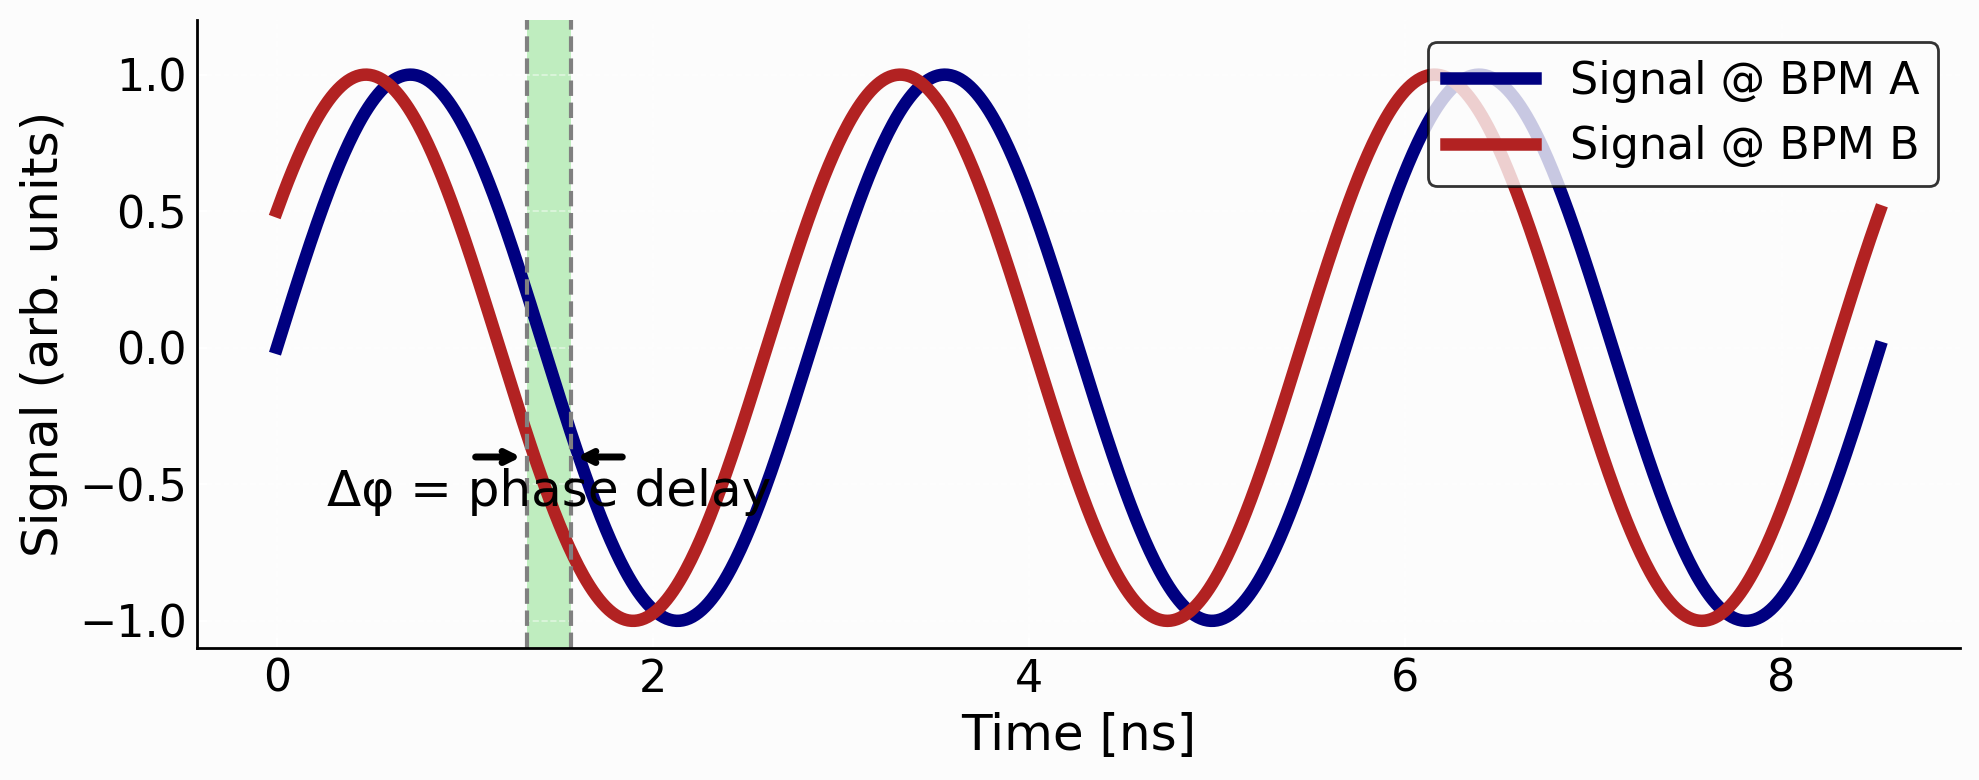 Signal (arb. units)
1.0
0.5
0.0
−0.5
−1.0
Signal @ BPM A
Signal @ BPM B
Δφ = phase delay
0 2 4 6 8
Time [ns]